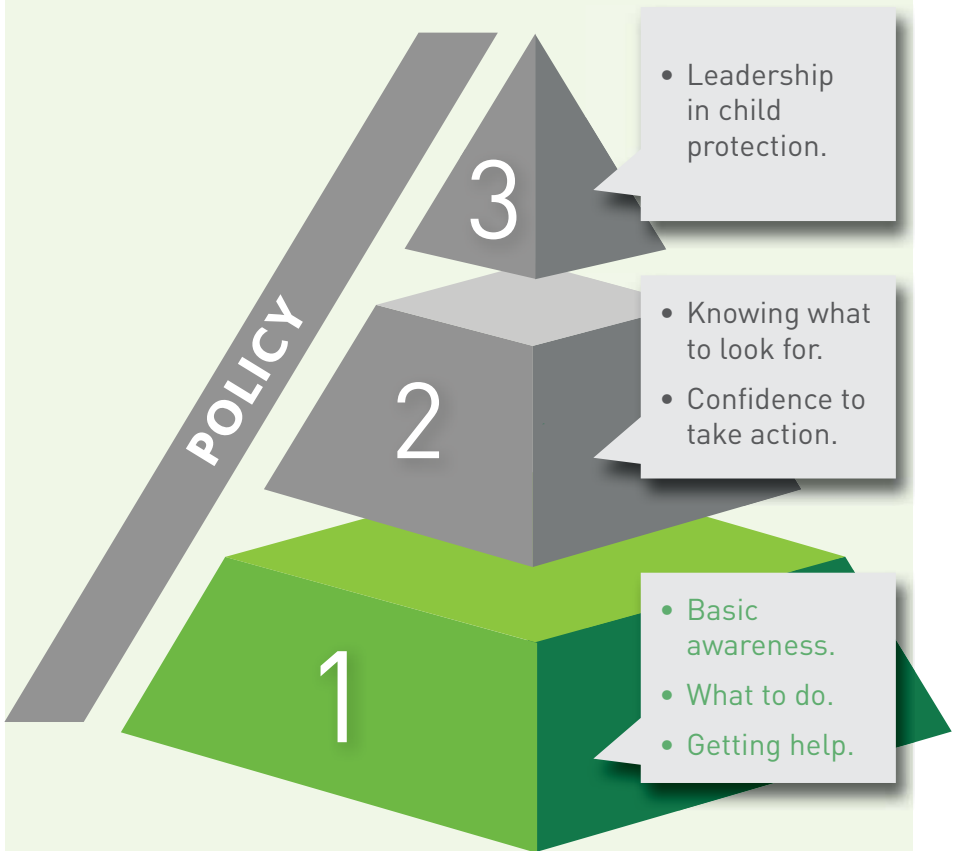 POLICY
3
• Leadership
in child
protection.
2
• Knowing what
to look for.
• Confidence to
take action.
1
• Basic
awareness.
• What to do.
• Getting help.